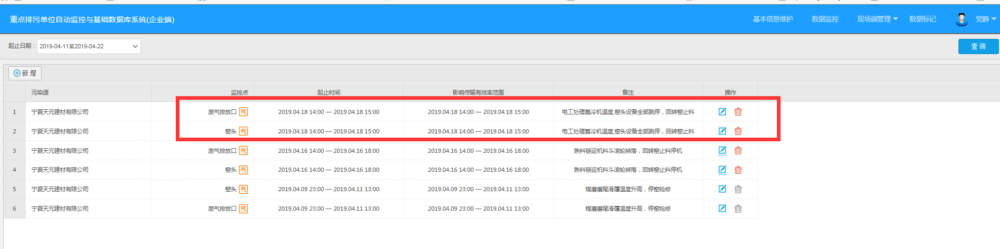 重点排污单位自动监控与基础数据库系统(企业端)
基本信息维护 数据监控 现场端管理 数据标记 党静
起止日期： 2019-04-11至2019-04-22 查 询
新 增
污染源 监控点 起止时间 影响传输有效率范围 备注 操作
1 宁夏天元建材有限公司 废气排放口 气 2019.04.18 14:00 — 2019.04.18 15:00 2019.04.18 14:00 — 2019.04.18 15:00 电工处理篦冷机温度,窑头设备全部跳停，回转窑止料
2 宁夏天元建材有限公司 窑头 气 2019.04.18 14:00 — 2019.04.18 15:00 2019.04.18 14:00 — 2019.04.18 15:00 电工处理篦冷机温度,窑头设备全部跳停，回转窑止料
3 宁夏天元建材有限公司 废气排放口 气 2019.04.16 14:00 — 2019.04.16 18:00 2019.04.16 14:00 — 2019.04.16 18:00 熟料链运机料斗滚轮掉落，回转窑止料停机
4 宁夏天元建材有限公司 窑头 气 2019.04.16 14:00 — 2019.04.16 18:00 2019.04.16 14:00 — 2019.04.16 18:00 熟料链运机料斗滚轮掉落，回转窑止料停机
5 宁夏天元建材有限公司 窑头 气 2019.04.09 23:00 — 2019.04.11 13:00 2019.04.09 23:00 — 2019.04.11 13:00 煤磨磨尾滑履温度升高，停窑抢修
6 宁夏天元建材有限公司 废气排放口 气 2019.04.09 23:00 — 2019.04.11 13:00 2019.04.09 23:00 — 2019.04.11 13:00 煤磨磨尾滑履温度升高，停窑抢修